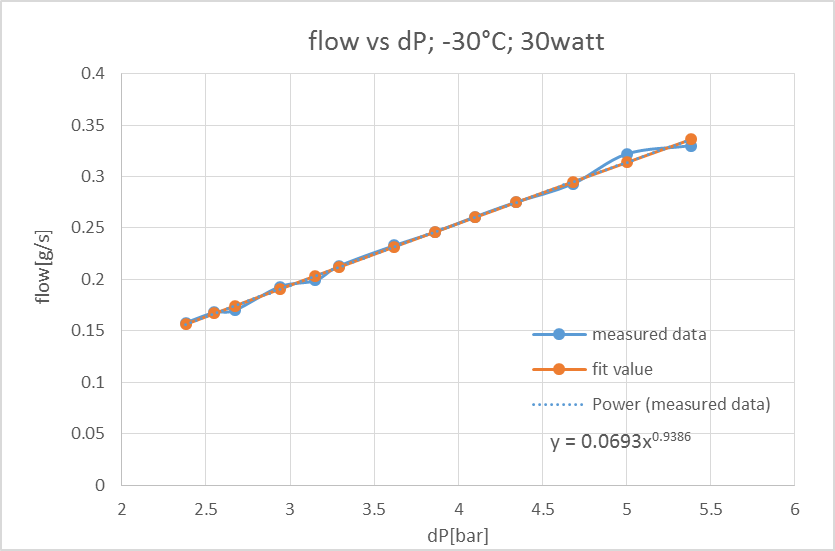 flow vs dP; -30°C; 30watt
0.4
0.35
0.3
0.25
0.2
0.15
0.1
0.05
0
flow[g/s]
measured data
fit value
Power (measured data)
y = 0.0693x^0.9386
2 2.5 3 3.5 4 4.5 5 5.5 6
dP[bar]